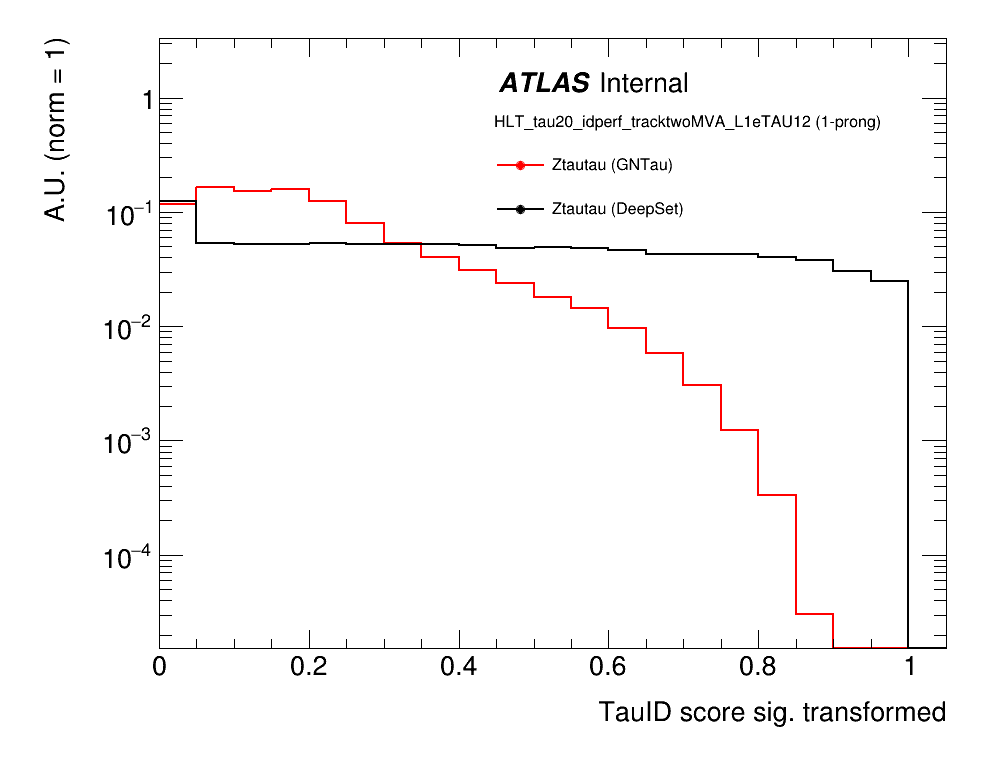 A.U. (norm = 1)
ATLAS Internal
HLT_tau20_idperf_tracktwoMVA_L1eTAU12 (1-prong)
Ztautau (GNTau)
Ztautau (DeepSet)
1
10⁻¹
10⁻²
10⁻³
10⁻⁴
0 0.2 0.4 0.6 0.8 1
TauID score sig. transformed